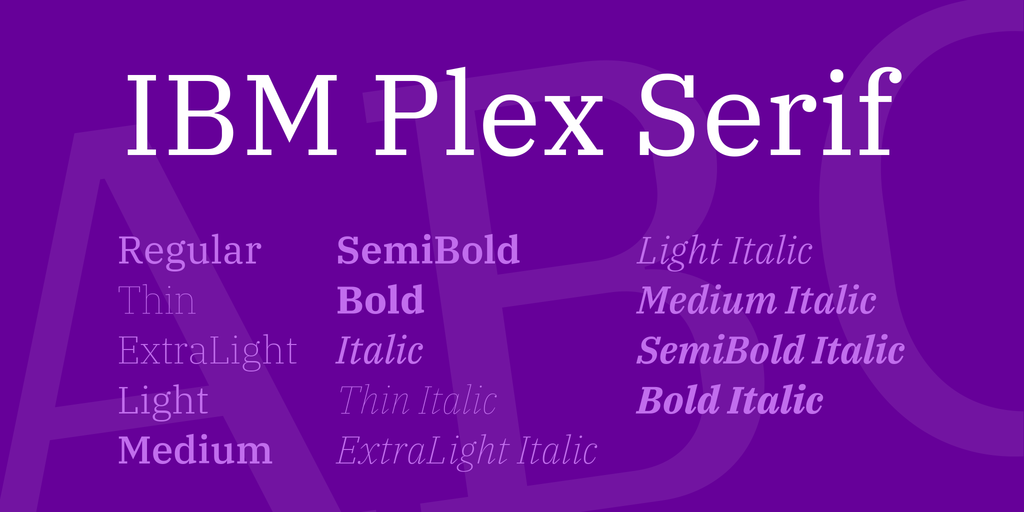 IBM Plex Serif
Regular
Thin
ExtraLight
Light
Medium
SemiBold
Bold
Italic
Thin Italic
ExtraLight Italic
Light Italic
Medium Italic
SemiBold Italic
Bold Italic
ABC